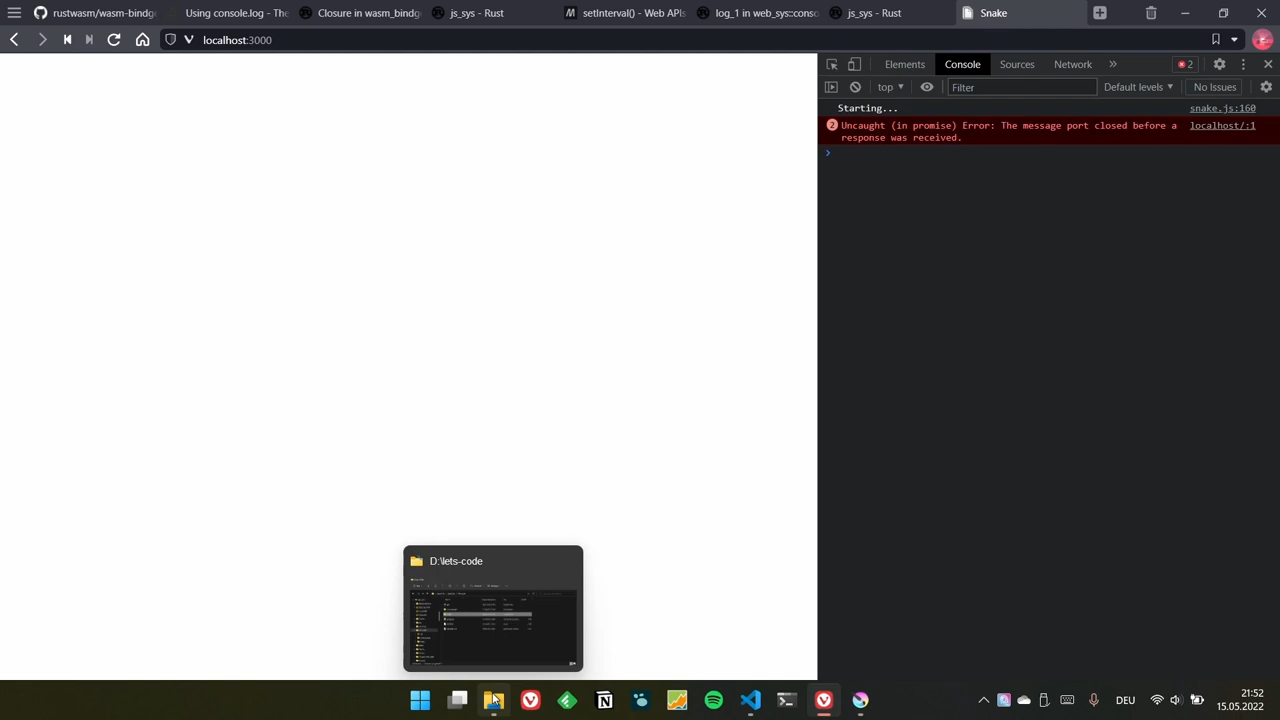 rustwasm/wasm-bindge
Using console.log - The
Closure in wasm_bindg
js_sys - Rust
setInterval() - Web APIs
log_1 in web_sys::conso
js_sys - Rust
Snake
localhost:3000
Elements
Console
Sources
Network
2
top
Filter
Default levels
No Issues
Starting...
snake.js:160
2
Uncaught (in promise) Error: The message port closed before a
response was received.
localhost/:1
D:\lets-code
DEU
21:52
15.05.2022